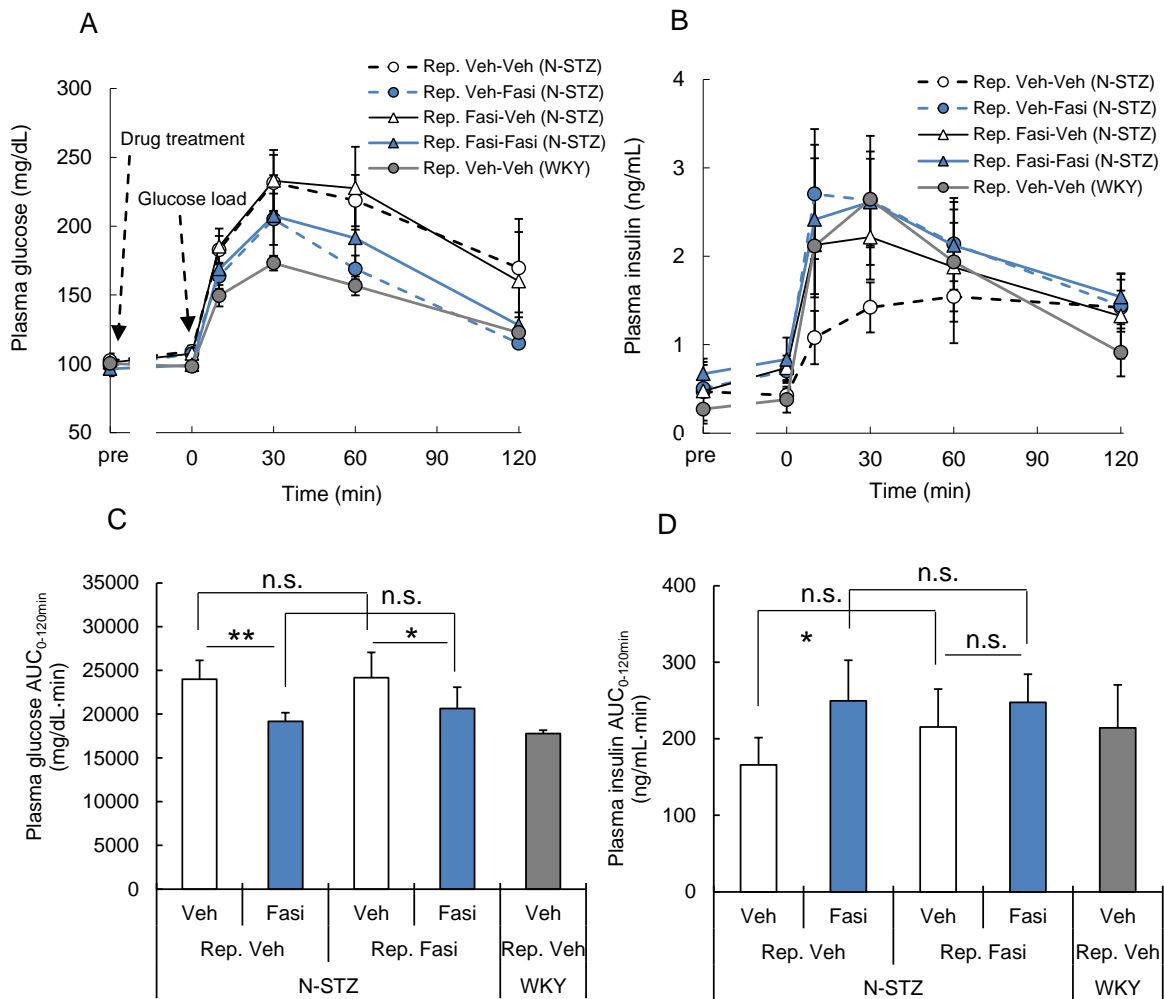 A
Rep. Veh-Veh (N-STZ)
Rep. Veh-Fasi (N-STZ)
Rep. Fasi-Veh (N-STZ)
Rep. Fasi-Fasi (N-STZ)
Rep. Veh-Veh (WKY)
Plasma glucose (mg/dL)
300
250
200
150
100
50
Drug treatment
Glucose load
pre
0
30
60
90
120
Time (min)
B
Rep. Veh-Veh (N-STZ)
Rep. Veh-Fasi (N-STZ)
Rep. Fasi-Veh (N-STZ)
Rep. Fasi-Fasi (N-STZ)
Rep. Veh-Veh (WKY)
Plasma insulin (ng/mL)
4
3
2
1
0
pre
0
30
60
90
120
Time (min)
C
Plasma glucose AUC0-120min
(mg/dL·min)
35000
30000
25000
20000
15000
10000
5000
0
n.s.
n.s.
**
*
Veh Fasi Veh Fasi Veh
Rep. Veh Rep. Fasi Rep. Veh
N-STZ WKY
D
Plasma insulin AUC0-120min
(ng/mL·min)
400
300
200
100
0
n.s.
n.s.
*
n.s.
Veh Fasi Veh Fasi Veh
Rep. Veh Rep. Fasi Rep. Veh
N-STZ WKY